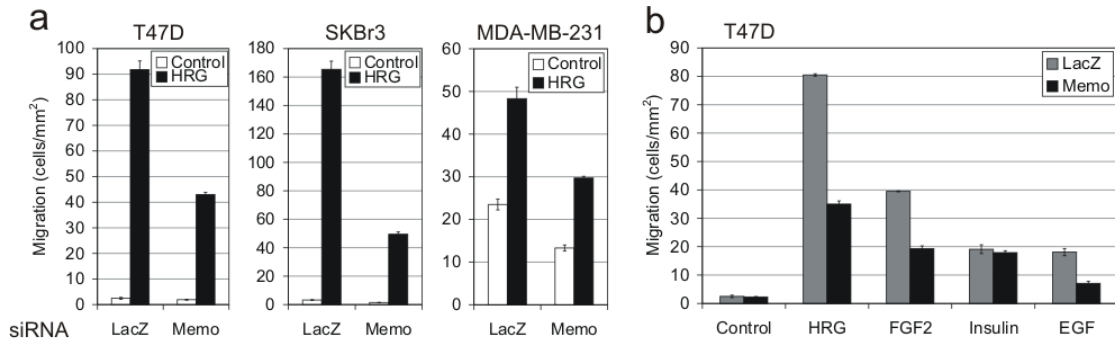 a
T47D
Migration (cells/mm²)
100
90
80
70
60
50
40
30
20
10
0
Control
HRG
LacZ Memo
SKBr3
180
160
140
120
100
80
60
40
20
0
Control
HRG
LacZ Memo
MDA-MB-231
60
50
40
30
20
10
0
Control
HRG
LacZ Memo
siRNA
b
T47D
Migration (cells/mm²)
90
80
70
60
50
40
30
20
10
0
LacZ
Memo
Control HRG FGF2 Insulin EGF